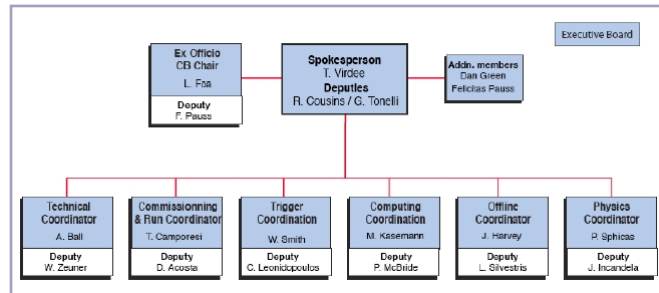 Executive Board
Ex Officio
CB Chair
L. Foa
Deputy
F. Pauss
Spokesperson
T. Virdee
Deputies
R. Cousins / G. Tonelli
Addn. members
Dan Green
Felicitas Pauss
Technical
Coordinator
A. Ball
Deputy
W. Zeuner
Commissionning
& Run Coordinator
T. Camporesi
Deputy
D. Acosta
Trigger
Coordination
W. Smith
Deputy
C. Leonidopoulos
Computing
Coordination
M. Kasemann
Deputy
P. McBride
Offline
Coordinator
J. Harvey
Deputy
L. Silvestris
Physics
Coordinator
P. Sphicas
Deputy
J. Incandela